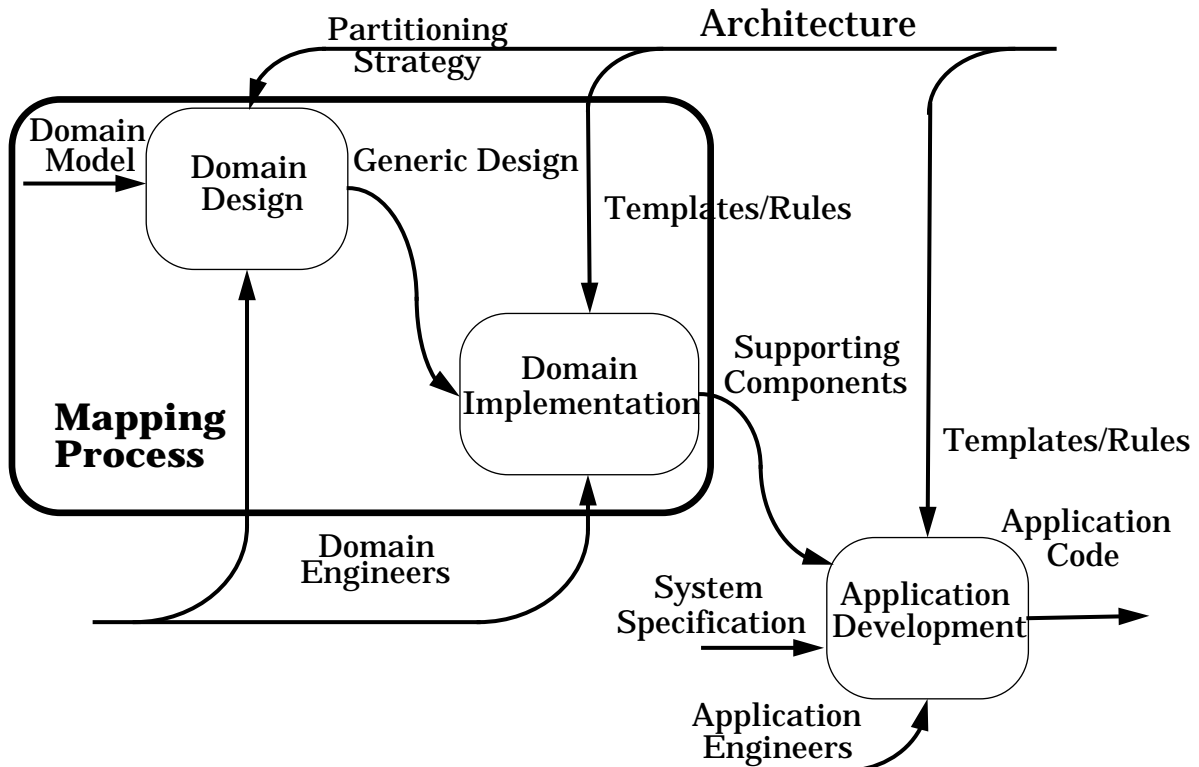 Architecture
Partitioning
Strategy
Domain
Model
Domain
Design
Generic Design
Templates/Rules
Domain
Implementation
Supporting
Components
Mapping
Process
Templates/Rules
Domain
Engineers
Application
Code
System
Specification
Application
Development
Application
Engineers